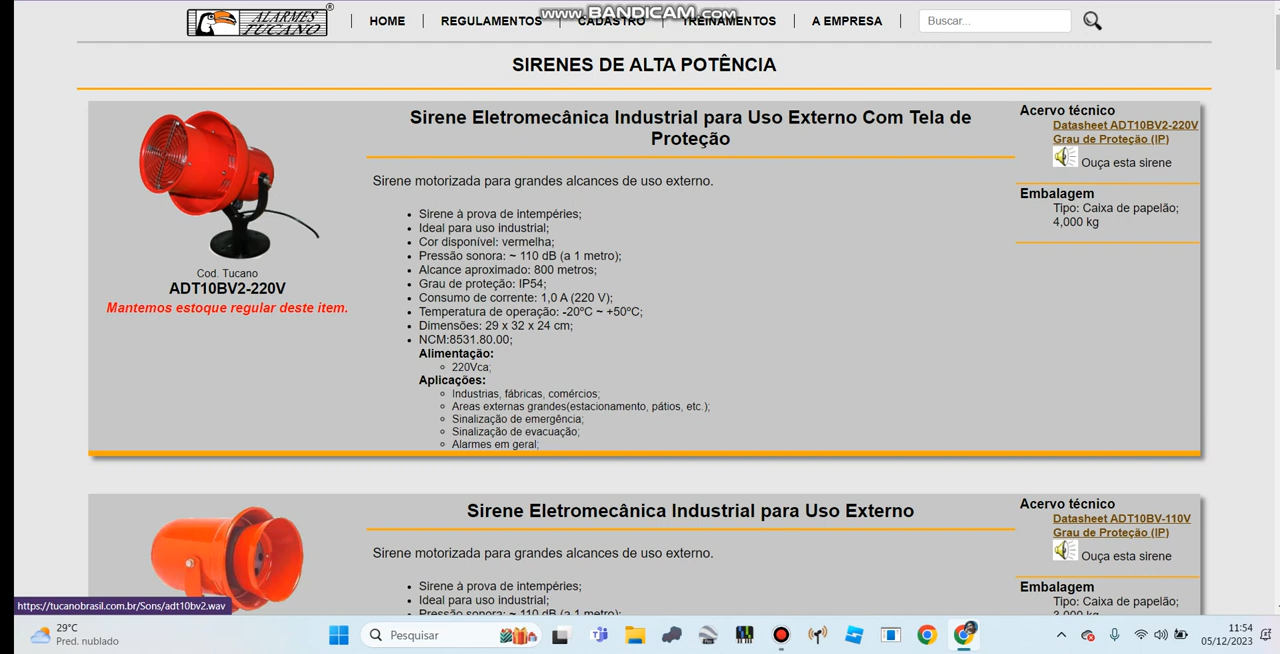 www.BANDICAM.com
ALARMES TUCANO ®
HOME
REGULAMENTOS
CADASTRO
TREINAMENTOS
A EMPRESA
Buscar...
SIRENES DE ALTA POTÊNCIA
Sirene Eletromecânica Industrial para Uso Externo Com Tela de
Proteção
Sirene motorizada para grandes alcances de uso externo.
Sirene à prova de intempéries;
Ideal para uso industrial;
Cor disponível: vermelha;
Pressão sonora: ~ 110 dB (a 1 metro);
Alcance aproximado: 800 metros;
Grau de proteção: IP54;
Consumo de corrente: 1,0 A (220 V);
Temperatura de operação: -20ºC ~ +50ºC;
Dimensões: 29 x 32 x 24 cm;
NCM:8531.80.00;
Alimentação:
220Vca;
Aplicações:
Industrias, fábricas, comércios;
Areas externas grandes(estacionamento, pátios, etc.);
Sinalização de emergência;
Sinalização de evacuação;
Alarmes em geral;
Cod. Tucano
ADT10BV2-220V
Mantemos estoque regular deste item.
Acervo técnico
Datasheet ADT10BV2-220V
Grau de Proteção (IP)
Ouça esta sirene
Embalagem
Tipo: Caixa de papelão;
4,000 kg
Sirene Eletromecânica Industrial para Uso Externo
Sirene motorizada para grandes alcances de uso externo.
Sirene à prova de intempéries;
Ideal para uso industrial;
Pressão sonora: ~ 110 dB (a 1 metro);
Acervo técnico
Datasheet ADT10BV-110V
Grau de Proteção (IP)
Ouça esta sirene
Embalagem
Tipo: Caixa de papelão;
https://tucanobrasil.com.br/Sons/adt10bv2.wav
29°C
Pred. nublado
Pesquisar
11:54
05/12/2023